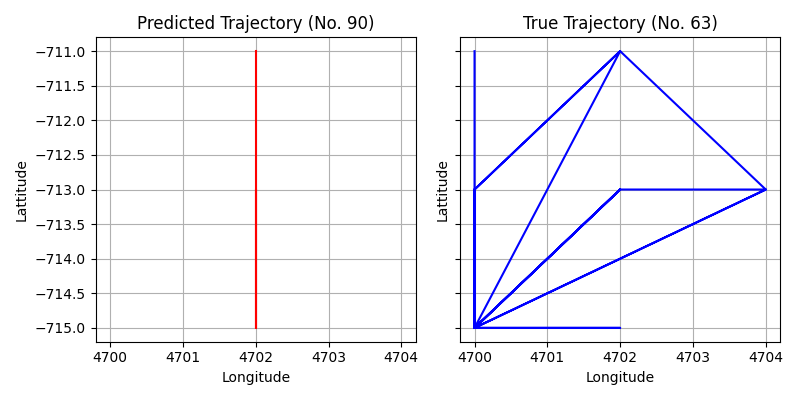 Predicted Trajectory (No. 90)
Lattitude
−711.0
−711.5
−712.0
−712.5
−713.0
−713.5
−714.0
−714.5
−715.0
4700 4701 4702 4703 4704
Longitude
True Trajectory (No. 63)
Lattitude
4700 4701 4702 4703 4704
Longitude